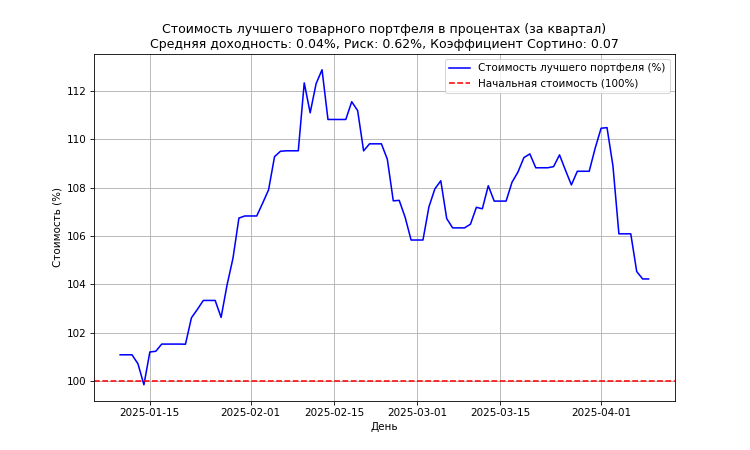 Стоимость лучшего товарного портфеля в процентах (за квартал)
Средняя доходность: 0.04%, Риск: 0.62%, Коэффициент Сортино: 0.07
Стоимость лучшего портфеля (%)
Начальная стоимость (100%)
Стоимость (%)
112
110
108
106
104
102
100
2025-01-15
2025-02-01
2025-02-15
2025-03-01
2025-03-15
2025-04-01
День